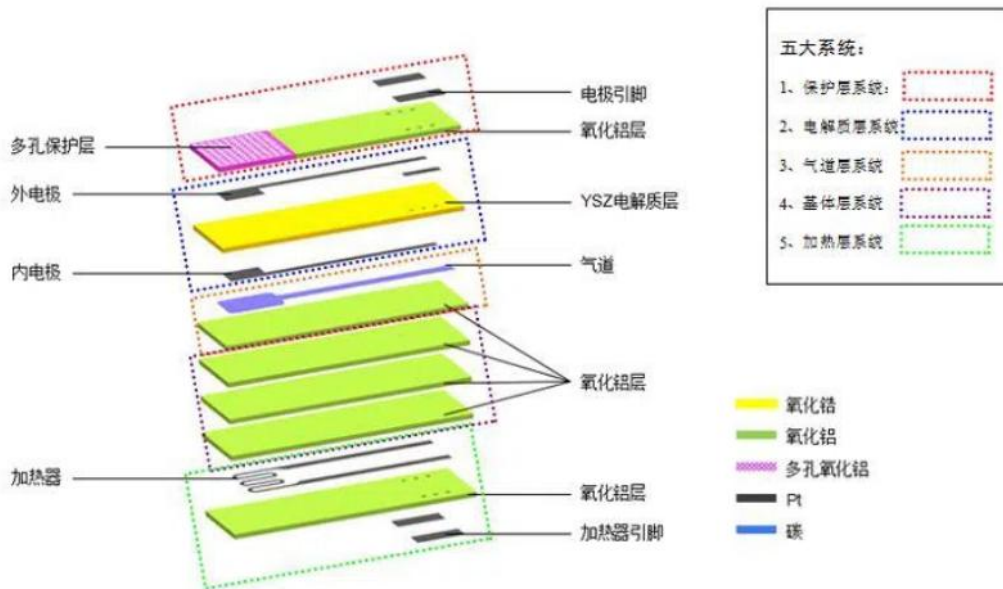 五大系统：
1、保护层系统:
2、电解质层系统
3、气道层系统
4、基体层系统
5、加热层系统
电极引脚
氧化铝层
多孔保护层
外电极
YSZ电解质层
内电极
气道
氧化铝层
加热器
氧化铝层
加热器引脚
氧化锆
氧化铝
多孔氧化铝
Pt
碳